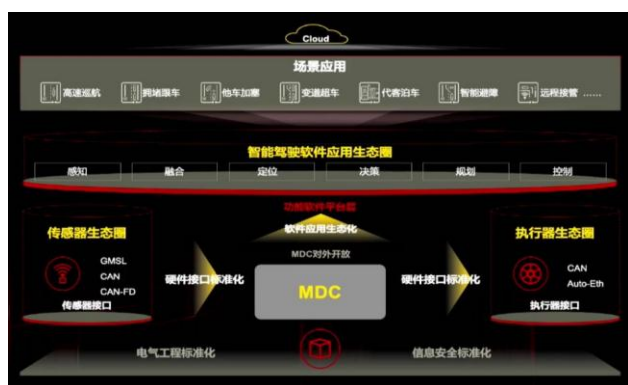 Cloud
场景应用
高速巡航 拥堵跟车 他车加塞 变道超车 代客泊车 智能避障 远程接管 ......
智能驾驶软件应用生态圈
感知 融合 定位 决策 规划 控制
功能软件平台层
软件应用生态化
传感器生态圈
GMSL
CAN
CAN-FD
传感器接口
硬件接口标准化
MDC对外开放
MDC
硬件接口标准化
执行器生态圈
CAN
Auto-Eth
执行器接口
电气工程标准化
信息安全标准化